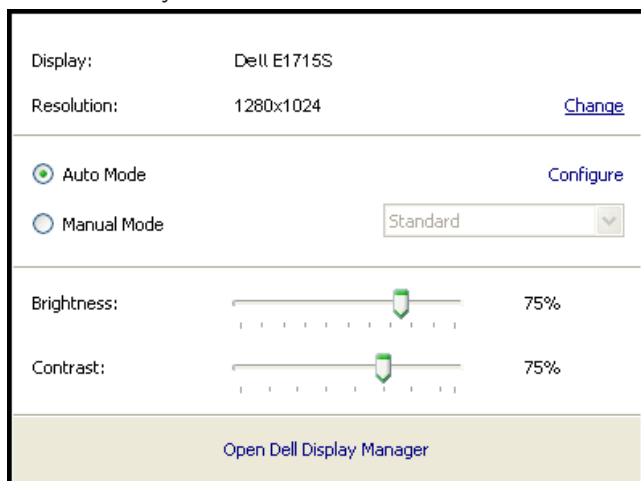 Display: Dell E1715S
Resolution: 1280x1024 Change
Auto Mode Configure
Manual Mode Standard
Brightness: 75%
Contrast: 75%
Open Dell Display Manager